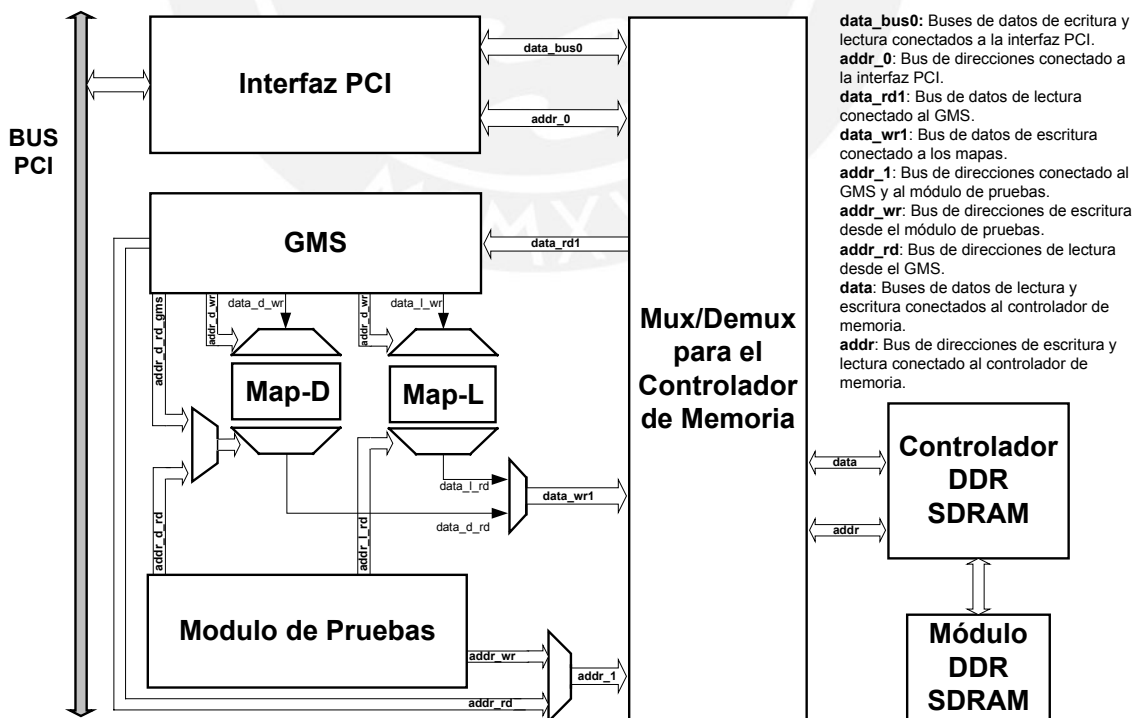 BUS
PCI
Interfaz PCI
data_bus0
addr_0
GMS
data_rd1
addr_d_rd_gms
addr_d_wr
data_d_wr
addr_d_wr
data_l_wr
Map-D
Map-L
data_l_rd
data_d_rd
data_wr1
addr_d_rd
addr_l_rd
Modulo de Pruebas
addr_wr
addr_rd
addr_1
Mux/Demux
para el
Controlador
de Memoria
data
addr
Controlador
DDR
SDRAM
Módulo
DDR
SDRAM
data_bus0: Buses de datos de ecritura y
lectura conectados a la interfaz PCI.
addr_0: Bus de direcciones conectado a
la interfaz PCI.
data_rd1: Bus de datos de lectura
conectado al GMS.
data_wr1: Bus de datos de escritura
conectado a los mapas.
addr_1: Bus de direcciones conectado al
GMS y al módulo de pruebas.
addr_wr: Bus de direcciones de escritura
desde el módulo de pruebas.
addr_rd: Bus de direcciones de lectura
desde el GMS.
data: Buses de datos de lectura y
escritura conectados al controlador de
memoria.
addr: Bus de direcciones de escritura y
lectura conectado al controlador de
memoria.